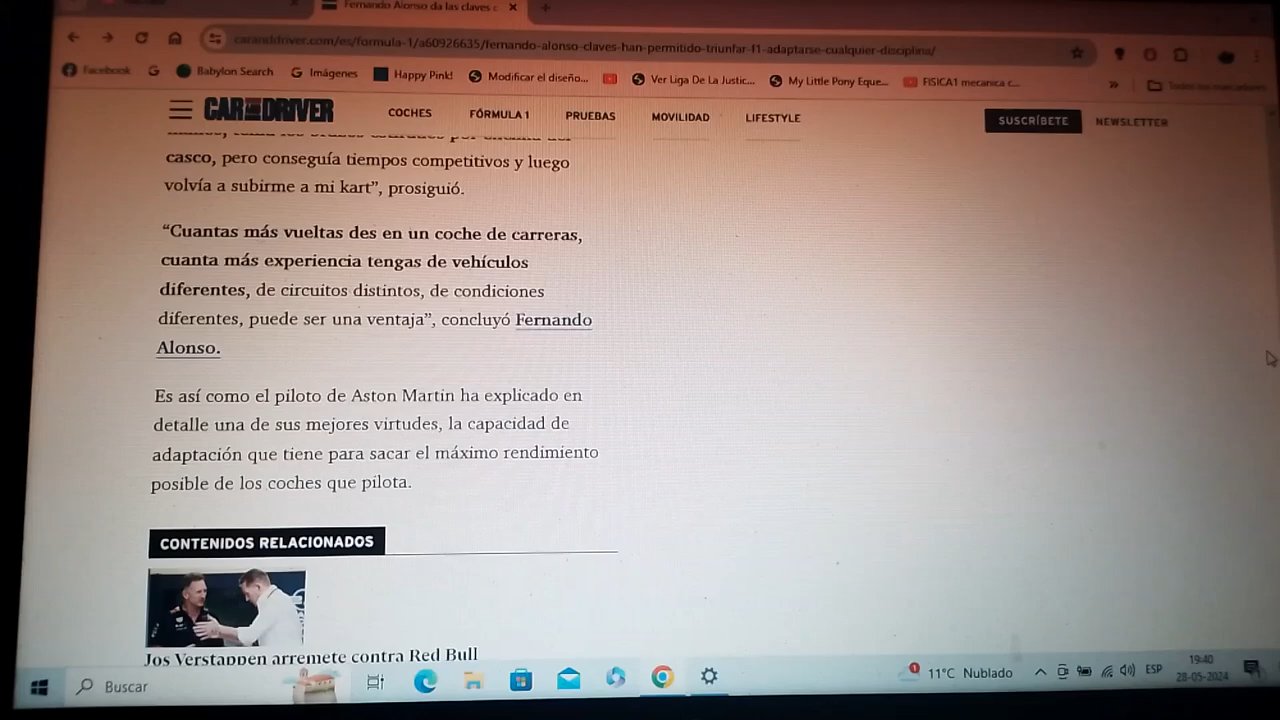 Fernando Alonso da las claves c
caranddriver.com/es/formula-1/a60926635/fernando-alonso-claves-han-permitido-triunfar-f1-adaptarse-cualquier-disciplina/
Facebook Babylon Search Imágenes Happy Pink! Modificar el diseño... Ver Liga De La Justic... My Little Pony Eque... FISICA1 mecanica c... » Todos los marcadores
CAR AND DRIVER COCHES FÓRMULA 1 PRUEBAS MOVILIDAD LIFESTYLE SUSCRÍBETE NEWSLETTER
casco, pero conseguía tiempos competitivos y luego
volvía a subirme a mi kart”, prosiguió.
“Cuantas más vueltas des en un coche de carreras,
cuanta más experiencia tengas de vehículos
diferentes, de circuitos distintos, de condiciones
diferentes, puede ser una ventaja”, concluyó Fernando
Alonso.
Es así como el piloto de Aston Martin ha explicado en
detalle una de sus mejores virtudes, la capacidad de
adaptación que tiene para sacar el máximo rendimiento
posible de los coches que pilota.
CONTENIDOS RELACIONADOS
Jos Verstappen arremete contra Red Bull
Buscar 1 11°C Nublado ESP 19:40
28-05-2024